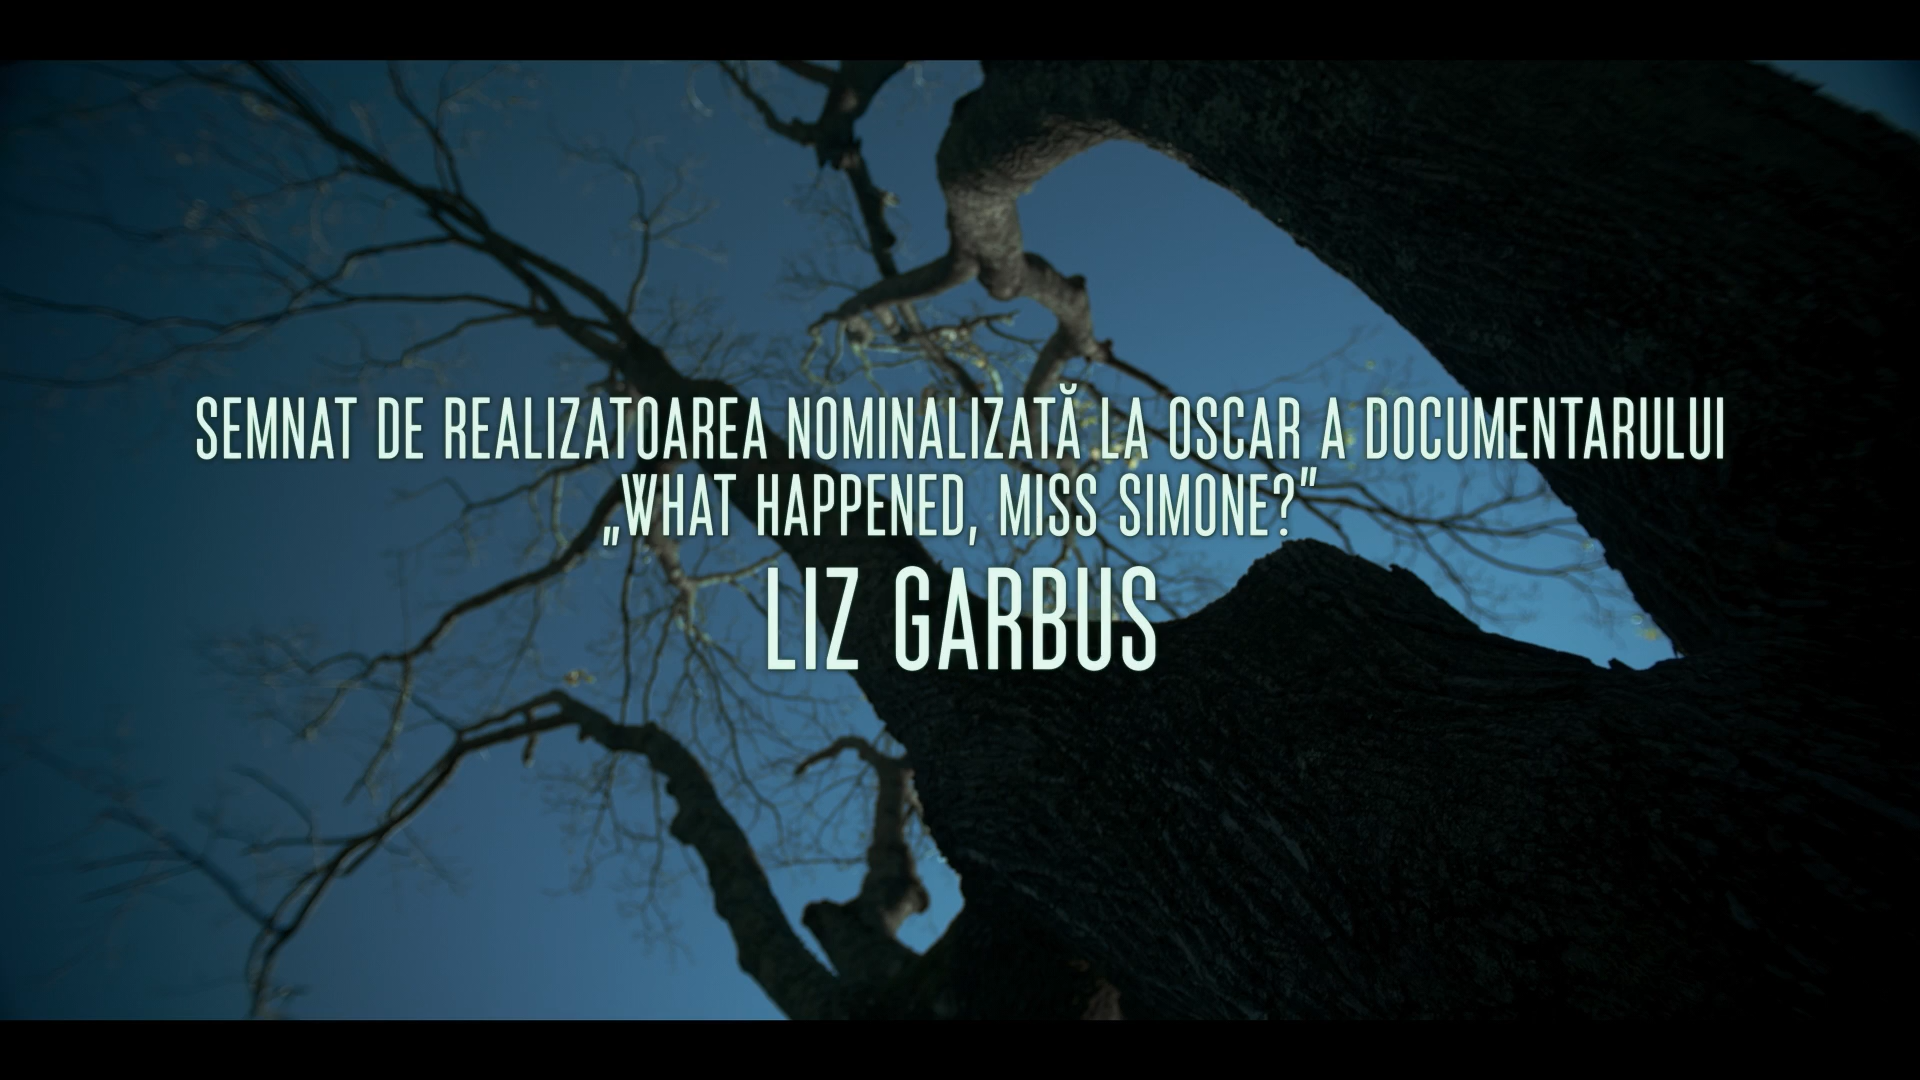 SEMNAT DE REALIZATOAREA NOMINALIZATĂ LA OSCAR A DOCUMENTARULUI
„WHAT HAPPENED, MISS SIMONE?”
LIZ GARBUS